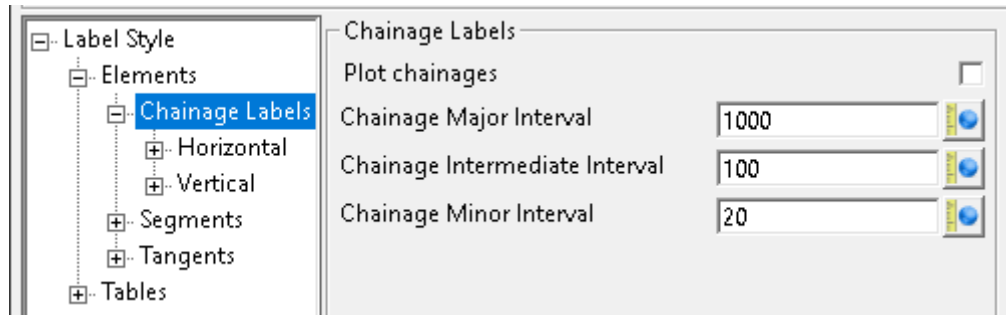 Label Style
Elements
Chainage Labels
Horizontal
Vertical
Segments
Tangents
Tables
Chainage Labels
Plot chainages
Chainage Major Interval 1000
Chainage Intermediate Interval 100
Chainage Minor Interval 20